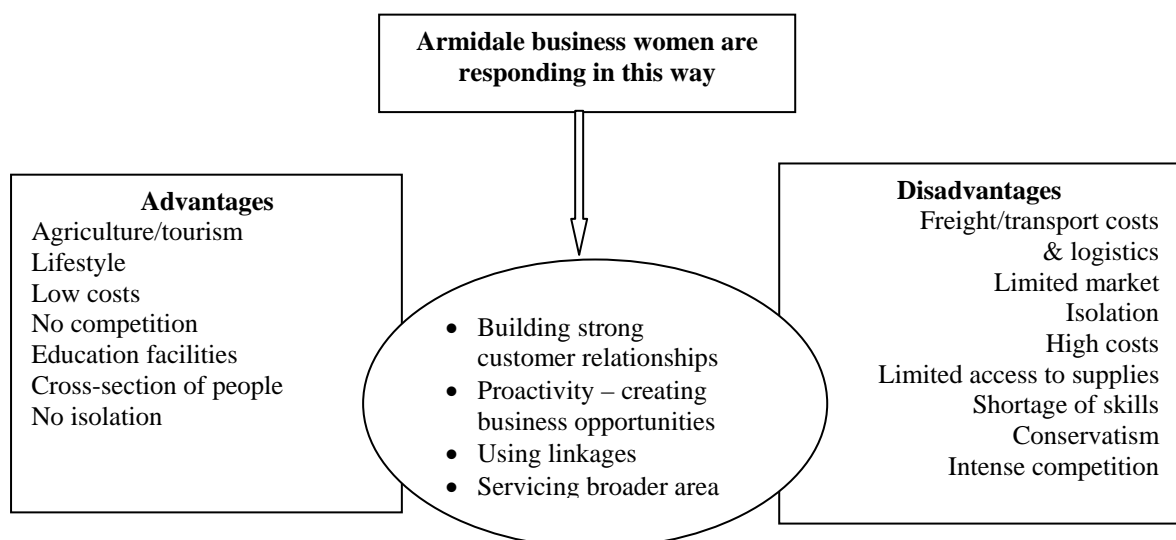 Armidale business women are
responding in this way
Advantages
Agriculture/tourism
Lifestyle
Low costs
No competition
Education facilities
Cross-section of people
No isolation
• Building strong
customer relationships
• Proactivity – creating
business opportunities
• Using linkages
• Servicing broader area
Disadvantages
Freight/transport costs
& logistics
Limited market
Isolation
High costs
Limited access to supplies
Shortage of skills
Conservatism
Intense competition